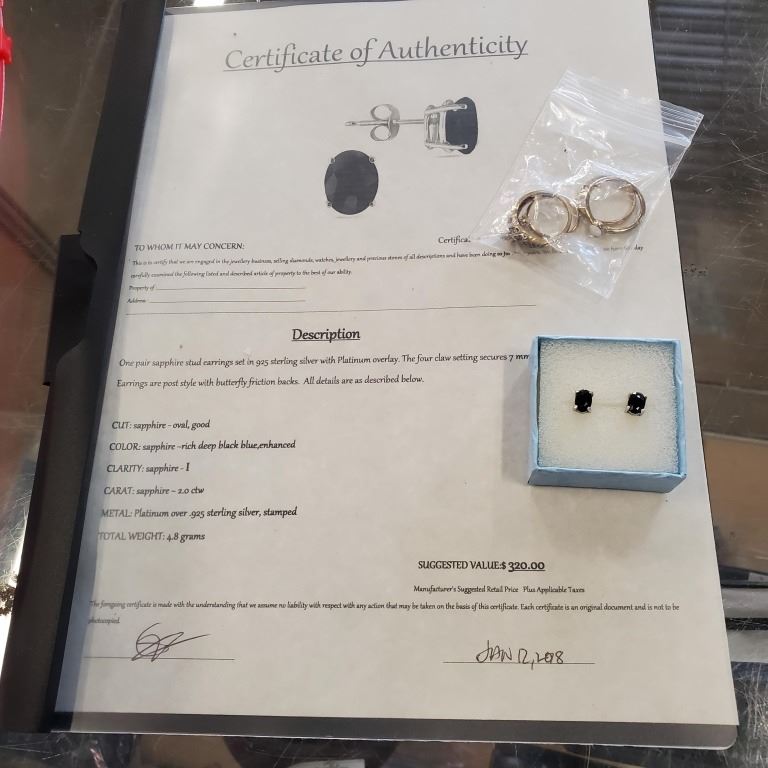 Certificate of Authenticity
TO WHOM IT MAY CONCERN:
Certifica
This is to certify that we are engaged in the jewellery business, selling diamonds, watches, jewellery and precious stones of all descriptions and have been doing so for day
carefully examined the following listed and described article of property to the best of our ability.
Property of
Address
Description
One pair sapphire stud earrings set in 925 sterling silver with Platinum overlay. The four claw setting secures 7 mm
Earrings are post style with butterfly friction backs. All details are as described below.
CUT: sapphire - oval, good
COLOR: sapphire -rich deep black blue,enhanced
CLARITY: sapphire - I
CARAT: sapphire - 2.0 ctw
METAL: Platinum over .925 sterling silver, stamped
TOTAL WEIGHT: 4.8 grams
SUGGESTED VALUE:$ 320.00
Manufacturer's Suggested Retail Price Plus Applicable Taxes
The foregoing certificate is made with the understanding that we assume no liability with respect with any action that may be taken on the basis of this certificate. Each certificate is an original document and is not to be
photocopied.
JAN 12, 2018